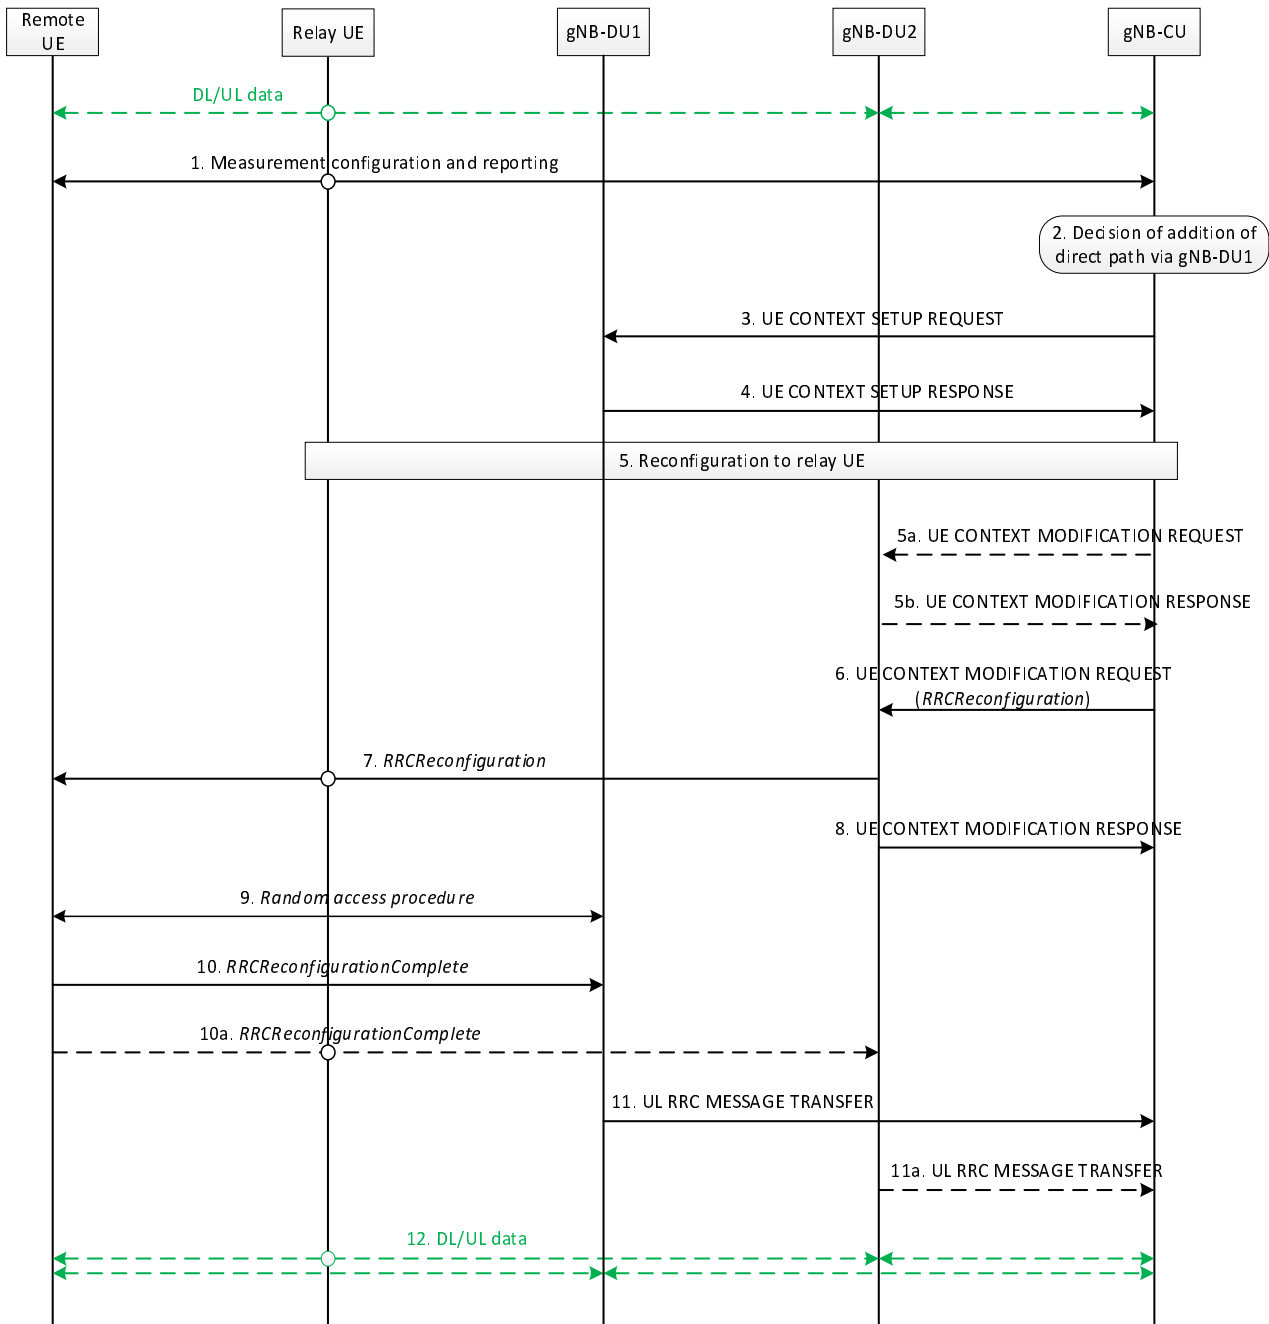 Remote
UE
Relay UE
gNB-DU1
gNB-DU2
gNB-CU
DL/UL data
1. Measurement configuration and reporting
2. Decision of addition of
direct path via gNB-DU1
3. UE CONTEXT SETUP REQUEST
4. UE CONTEXT SETUP RESPONSE
5. Reconfiguration to relay UE
5a. UE CONTEXT MODIFICATION REQUEST
5b. UE CONTEXT MODIFICATION RESPONSE
6. UE CONTEXT MODIFICATION REQUEST
(RRCReconfiguration)
7. RRCReconfiguration
8. UE CONTEXT MODIFICATION RESPONSE
9. Random access procedure
10. RRCReconfigurationComplete
10a. RRCReconfigurationComplete
11. UL RRC MESSAGE TRANSFER
11a. UL RRC MESSAGE TRANSFER
12. DL/UL data